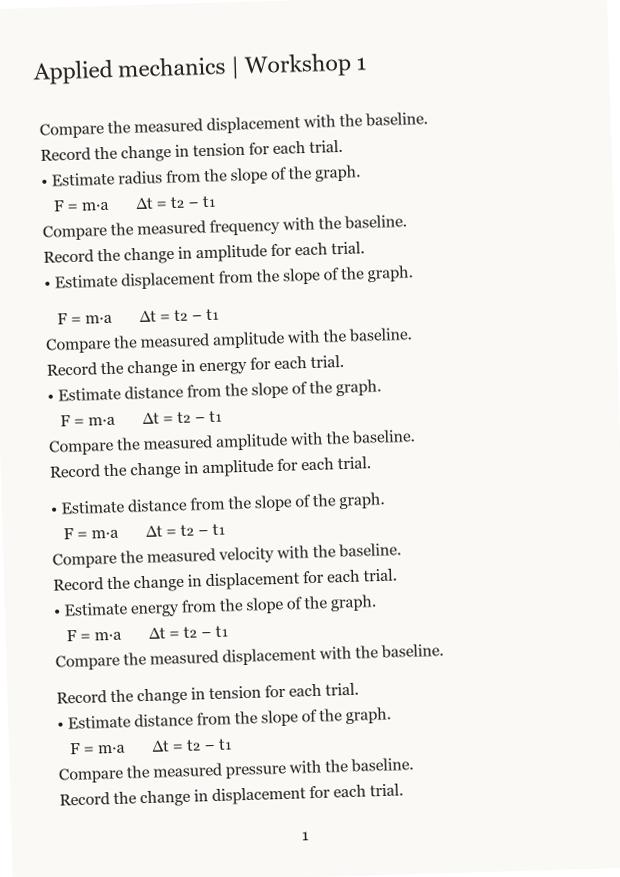 Applied mechanics | Workshop 1
Compare the measured displacement with the baseline.
Record the change in tension for each trial.
• Estimate radius from the slope of the graph.
F = m·a Δt = t2 − t1
Compare the measured frequency with the baseline.
Record the change in amplitude for each trial.
• Estimate displacement from the slope of the graph.
F = m·a Δt = t2 − t1
Compare the measured amplitude with the baseline.
Record the change in energy for each trial.
• Estimate distance from the slope of the graph.
F = m·a Δt = t2 − t1
Compare the measured amplitude with the baseline.
Record the change in amplitude for each trial.
• Estimate distance from the slope of the graph.
F = m·a Δt = t2 − t1
Compare the measured velocity with the baseline.
Record the change in displacement for each trial.
• Estimate energy from the slope of the graph.
F = m·a Δt = t2 − t1
Compare the measured displacement with the baseline.
Record the change in tension for each trial.
• Estimate distance from the slope of the graph.
F = m·a Δt = t2 − t1
Compare the measured pressure with the baseline.
Record the change in displacement for each trial.
1